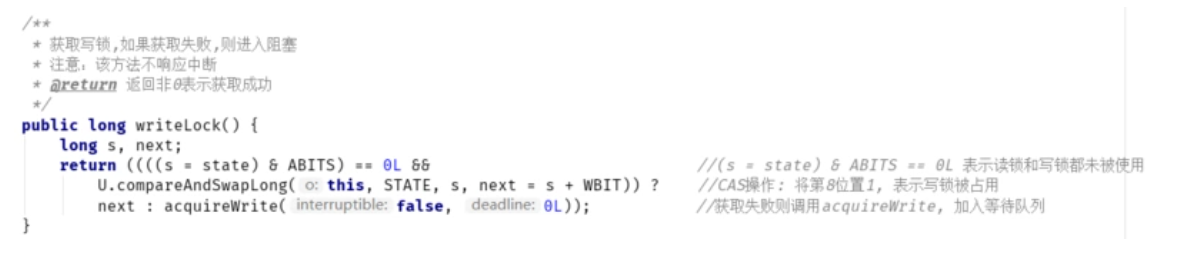 /**
 * 获取写锁,如果获取失败,则进入阻塞
 * 注意：该方法不响应中断
 * @return 返回非0表示获取成功
 */
public long writeLock() {
    long s, next;
    return ((((s = state) & ABITS) == 0L && //(s = state) & ABITS == 0L 表示读锁和写锁都未被使用
        U.compareAndSwapLong( o: this, STATE, s, next = s + WBIT)) ? //CAS操作: 将第8位置1, 表示写锁被占用
        next : acquireWrite( interruptible: false, deadline: 0L)); //获取失败则调用acquireWrite, 加入等待队列
}